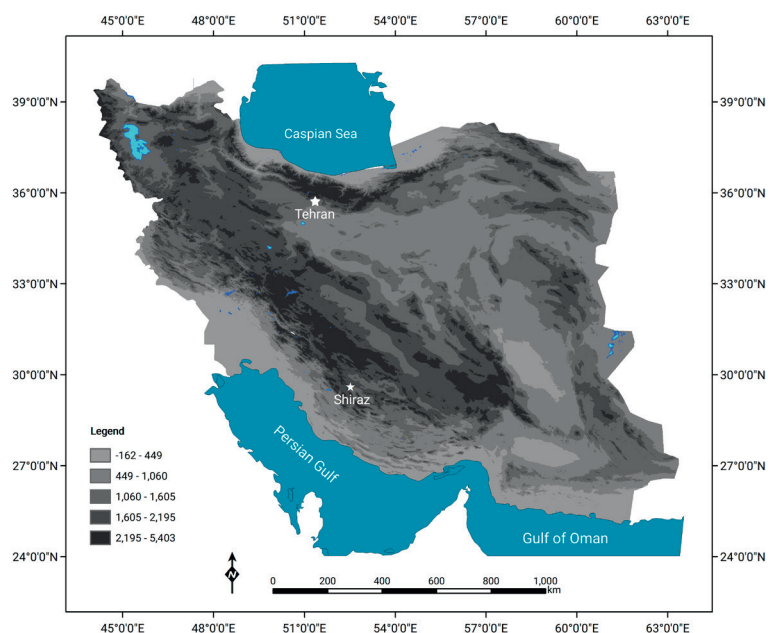 45°0'0"E 48°0'0"E 51°0'0"E 54°0'0"E 57°0'0"E 60°0'0"E 63°0'0"E
39°0'0"N 39°0'0"N
Caspian Sea
36°0'0"N 36°0'0"N
Tehran
33°0'0"N 33°0'0"N
30°0'0"N 30°0'0"N
Shiraz
Persian Gulf
Legend
-162 - 449
449 - 1,060
1,060 - 1,605
1,605 - 2,195
2,195 - 5,403
27°0'0"N 27°0'0"N
Gulf of Oman
24°0'0"N 24°0'0"N
N
0 200 400 600 800 1,000
km
45°0'0"E 48°0'0"E 51°0'0"E 54°0'0"E 57°0'0"E 60°0'0"E 63°0'0"E